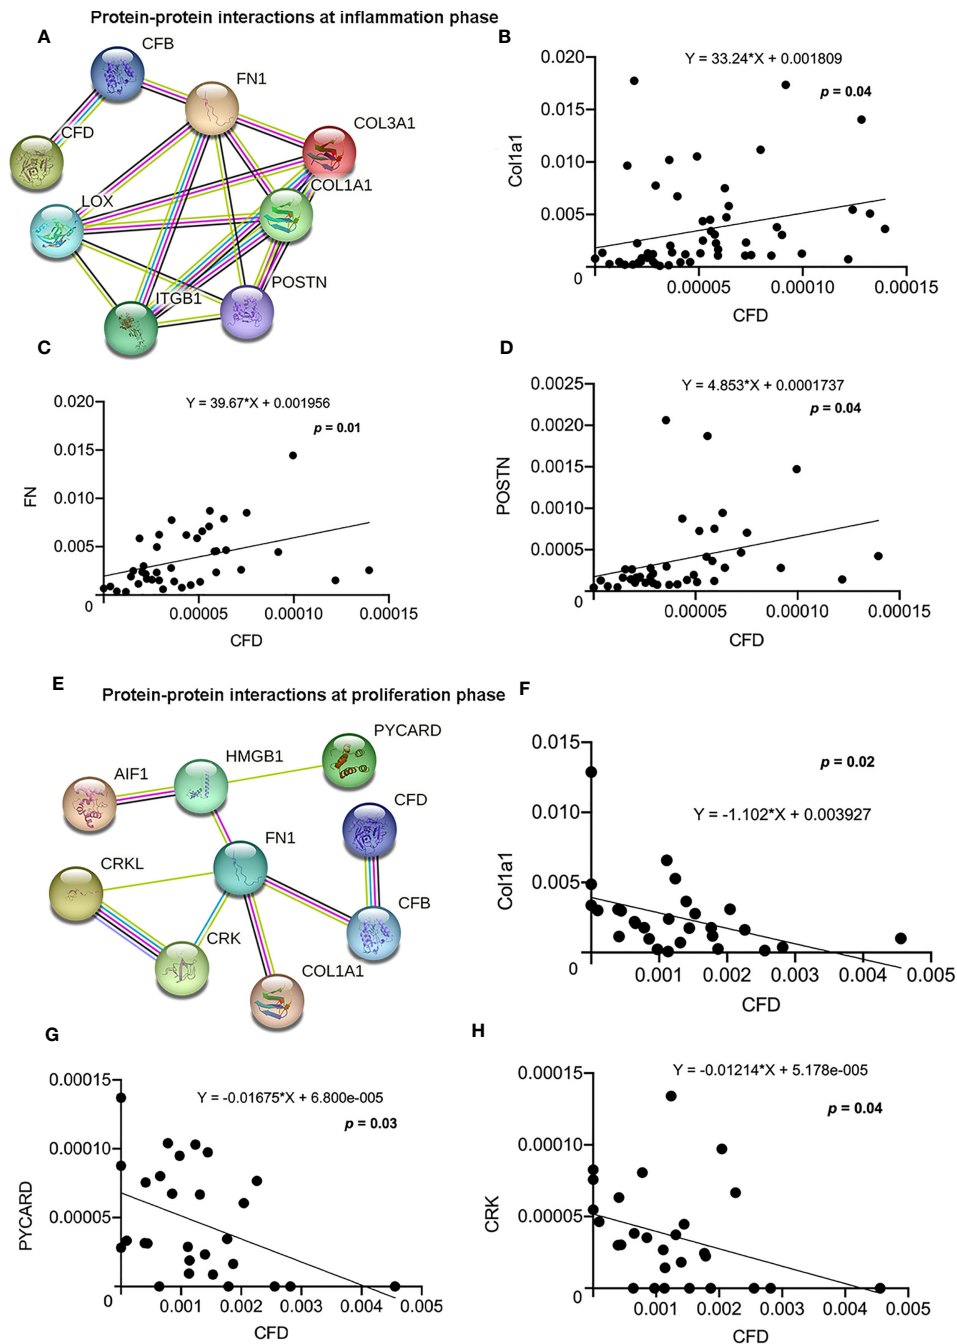 Protein-protein interactions at inflammation phase
A
CFB
FN1
CFD
COL3A1
COL1A1
LOX
POSTN
ITGB1
B
Y = 33.24*X + 0.001809
p = 0.04
0.020
0.015
0.010
0.005
0
0.00005
0.00010
0.00015
Col1a1
CFD
C
Y = 39.67*X + 0.001956
p = 0.01
0.020
0.015
0.010
0.005
0
0.00005
0.00010
0.00015
FN
CFD
D
Y = 4.853*X + 0.0001737
p = 0.04
0.0025
0.0020
0.0015
0.0010
0.0005
0
0.00005
0.00010
0.00015
POSTN
CFD
E
Protein-protein interactions at proliferation phase
PYCARD
HMGB1
AIF1
CFD
FN1
CRKL
CFB
CRK
COL1A1
F
p = 0.02
Y = -1.102*X + 0.003927
0.015
0.010
0.005
0
0.001
0.002
0.003
0.004
0.005
Col1a1
CFD
G
Y = -0.01675*X + 6.800e-005
p = 0.03
0.00015
0.00010
0.00005
0
0
0.001
0.002
0.003
0.004
0.005
PYCARD
CFD
H
Y = -0.01214*X + 5.178e-005
p = 0.04
0.00015
0.00010
0.00005
0
0
0.001
0.002
0.003
0.004
0.005
CRK
CFD